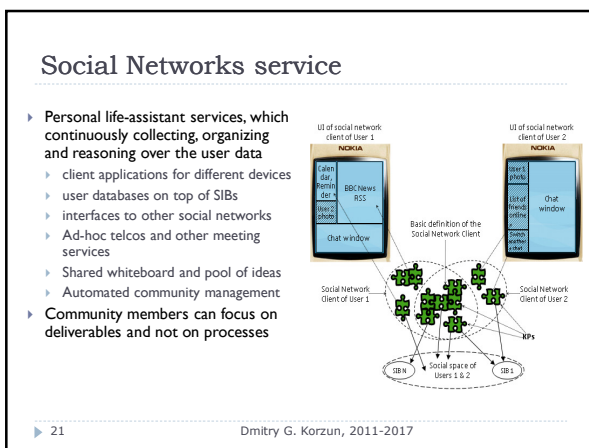 Social Networks service
Personal life-assistant services, which
continuously collecting, organizing
and reasoning over the user data
client applications for different devices
user databases on top of SIBs
interfaces to other social networks
Ad-hoc telcos and other meeting
services
Shared whiteboard and pool of ideas
Automated community management
Community members can focus on
deliverables and not on processes
UI of social network
client of User 1
NOKIA
Calen
dar,
Remin
der
BBC News
RSS
User 2
photo
Chat window
UI of social network
client of User 2
NOKIA
User 1
photo
List of
friends
online
Switch
another
chat
Chat
window
Basic definition of the
Social Network Client
Social Network
Client of User 1
Social Network
Client of User 2
KPs
SIB N
Social space of
Users 1 & 2
SIB 1
21
Dmitry G. Korzun, 2011-2017